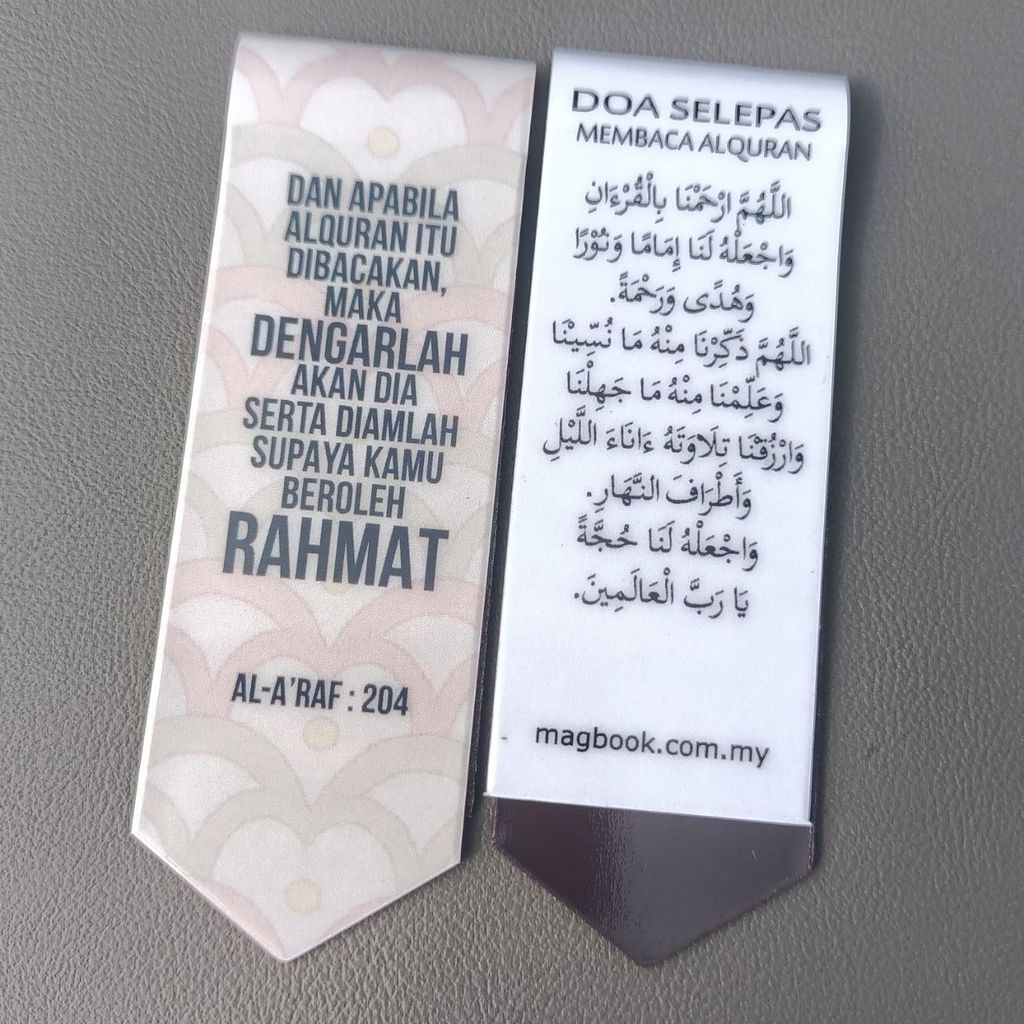 DAN APABILA
ALQURAN ITU
DIBACAKAN,
MAKA
DENGARLAH
AKAN DIA
SERTA DIAMLAH
SUPAYA KAMU
BEROLEH
RAHMAT
AL-A'RAF : 204
DOA SELEPAS
MEMBACA ALQURAN
اللَّهُمَّ ارْحَمْنَا بِالْقُرْءَانِ
وَاجْعَلْهُ لَنَا إِمَامًا وَنُوْرًا
وَهُدًى وَرَحْمَةً.
اللَّهُمَّ ذَكِّرْنَا مِنْهُ مَا نُسِّيْنَا
وَعَلِّمْنَا مِنْهُ مَا جَهِلْنَا
وَارْزُقْنَا تِلَاوَتَهُ ءَانَاءَ اللَّيْلِ
وَأَطْرَافَ النَّهَارِ.
وَاجْعَلْهُ لَنَا حُجَّةً
يَا رَبَّ الْعَالَمِينَ.
magbook.com.my